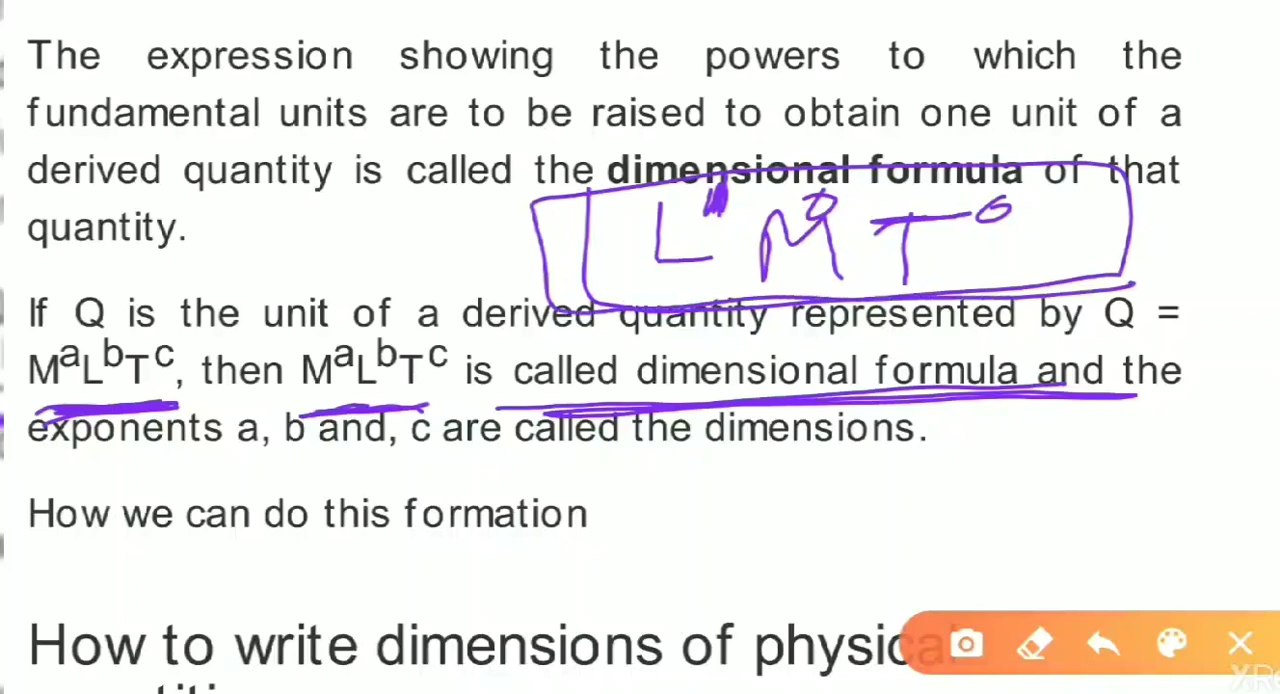 The expression showing the powers to which the
fundamental units are to be raised to obtain one unit of a
derived quantity is called the dimensional formula of that
quantity.
L M⁰ T⁰
If Q is the unit of a derived quantity represented by Q =
MᵃLᵇTᶜ, then MᵃLᵇTᶜ is called dimensional formula and the
exponents a, b and, c are called the dimensions.
How we can do this formation
How to write dimensions of physical